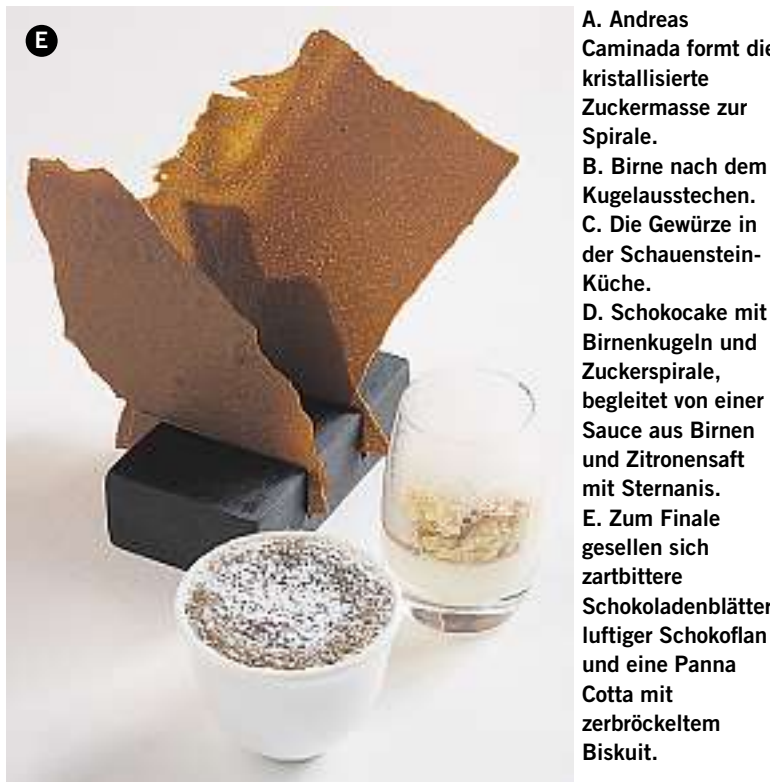 E
A. Andreas
Caminada formt die
kristallisierte
Zuckermasse zur
Spirale.
B. Birne nach dem
Kugelausstechen.
C. Die Gewürze in
der Schauenstein-
Küche.
D. Schokocake mit
Birnenkugeln und
Zuckerspirale,
begleitet von einer
Sauce aus Birnen
und Zitronensaft
mit Sternanis.
E. Zum Finale
gesellen sich
zartbittere
Schokoladenblätter
luftiger Schokoflan
und eine Panna
Cotta mit
zerbröckeltem
Biskuit.